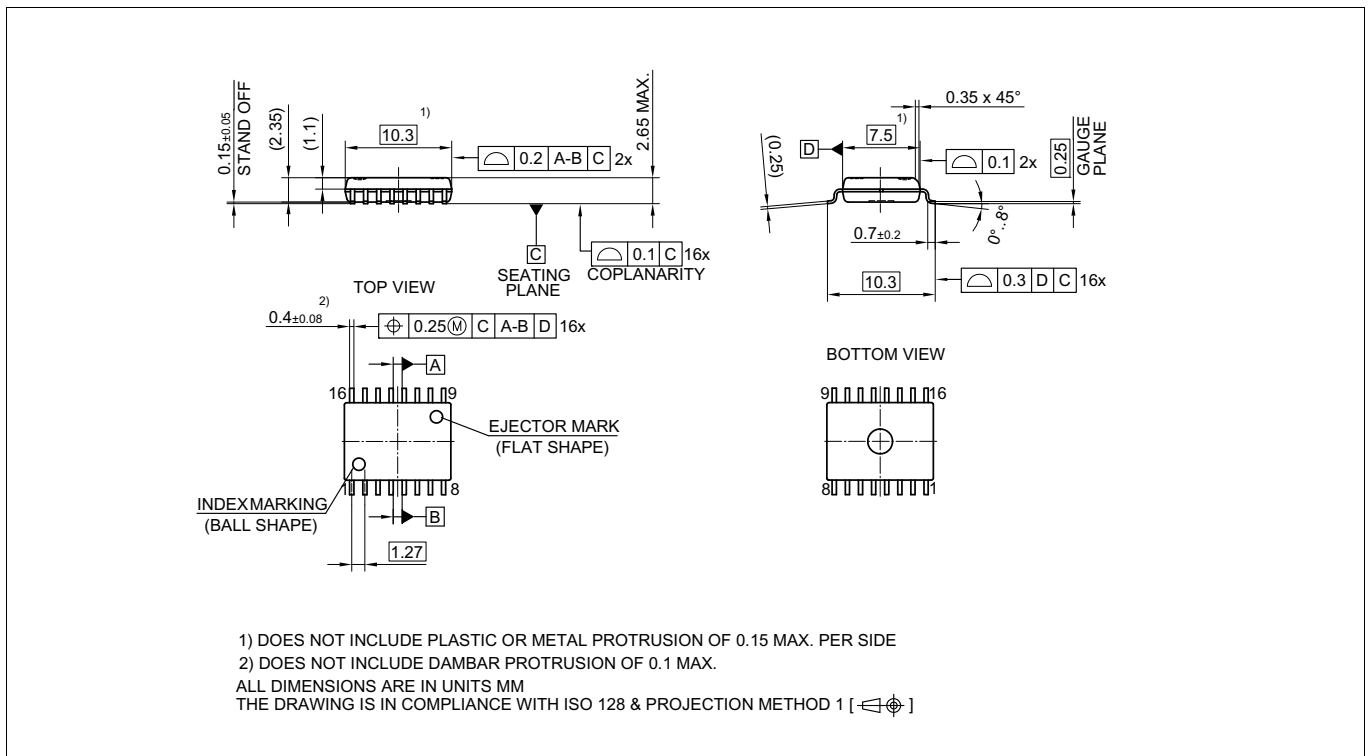 0.15±0.05
STAND OFF
(2.35)
(1.1)
1)
10.3
⌓ 0.2 A-B C 2x
2.65 MAX.
C
SEATING
PLANE
⌓ 0.1 C 16x
COPLANARITY
(0.25)
D
1)
7.5
0.35 x 45°
⌓ 0.1 2x
0.25
GAUGE
PLANE
0°..8°
0.7±0.2
10.3
⌓ 0.3 D C 16x
TOP VIEW
2)
0.4±0.08
⌖ 0.25Ⓜ C A-B D 16x
A
16 9
EJECTOR MARK
(FLAT SHAPE)
1 8
INDEXMARKING
(BALL SHAPE)
B
1.27
BOTTOM VIEW
9 16
8 1
1) DOES NOT INCLUDE PLASTIC OR METAL PROTRUSION OF 0.15 MAX. PER SIDE
2) DOES NOT INCLUDE DAMBAR PROTRUSION OF 0.1 MAX.
ALL DIMENSIONS ARE IN UNITS MM
THE DRAWING IS IN COMPLIANCE WITH ISO 128 & PROJECTION METHOD 1 [ ]